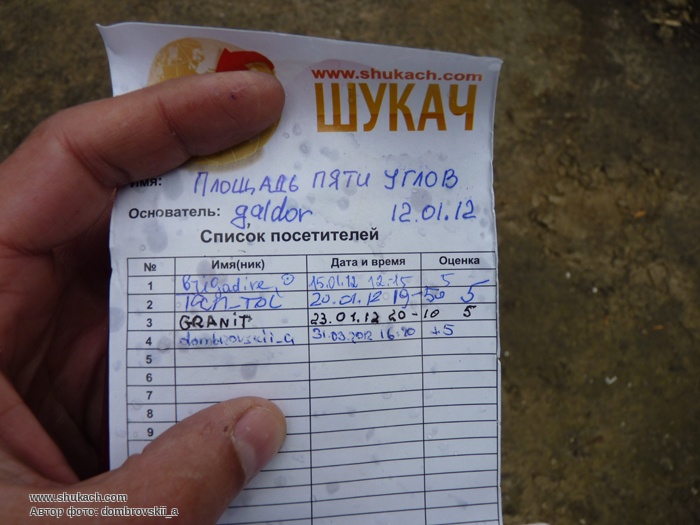 www.shukach.com
ШУКАЧ
Имя: Площадь пяти углов
Основатель: galdor 12.01.12
Список посетителей
№ Имя(ник) Дата и время Оценка
1 15.01.12 12-15 5
2 20.01.12 19-50 5
3 GRANiT 23.01.12 20-10 5
4 dombrovskii_a 31.03.2012 16:20 +5
5
6
7
8
9
www.shukach.com
Автор фото: dombrovskii_a